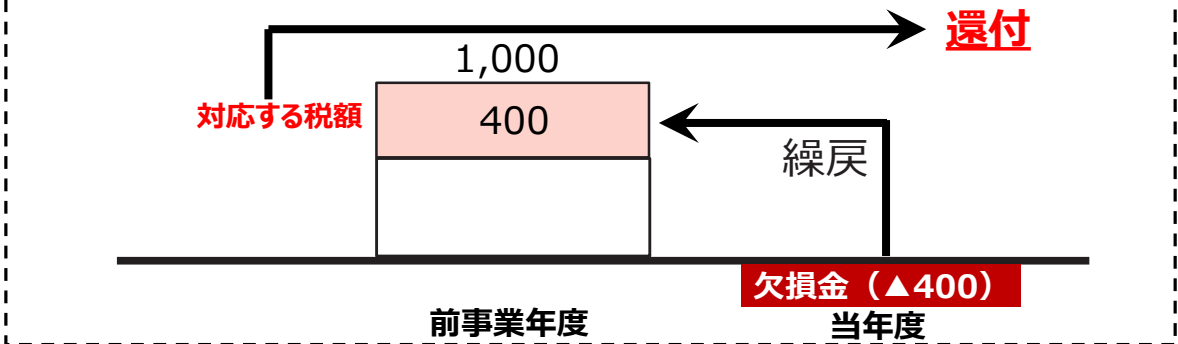 還付
1,000
対応する税額
400
繰戻
欠損金（▲400）
前事業年度
当年度